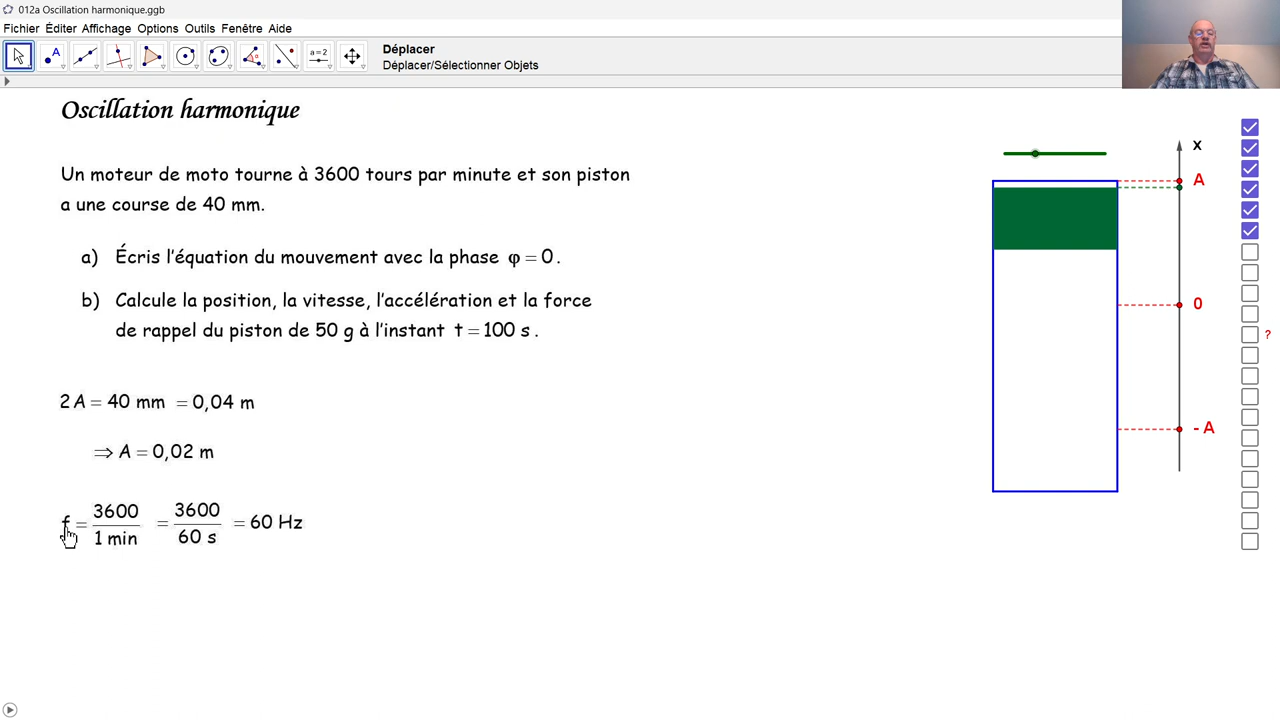 012a Oscillation harmonique.ggb
Fichier Éditer Affichage Options Outils Fenêtre Aide
A
a=2
Déplacer
Déplacer/Sélectionner Objets
Oscillation harmonique
Un moteur de moto tourne à 3600 tours par minute et son piston
a une course de 40 mm.
a) Écris l'équation du mouvement avec la phase φ = 0 .
b) Calcule la position, la vitesse, l'accélération et la force
de rappel du piston de 50 g à l'instant t = 100 s .
2 A = 40 mm = 0,04 m
⇒ A = 0,02 m
f = 3600 / 1 min = 3600 / 60 s = 60 Hz
x
A
0
- A
?